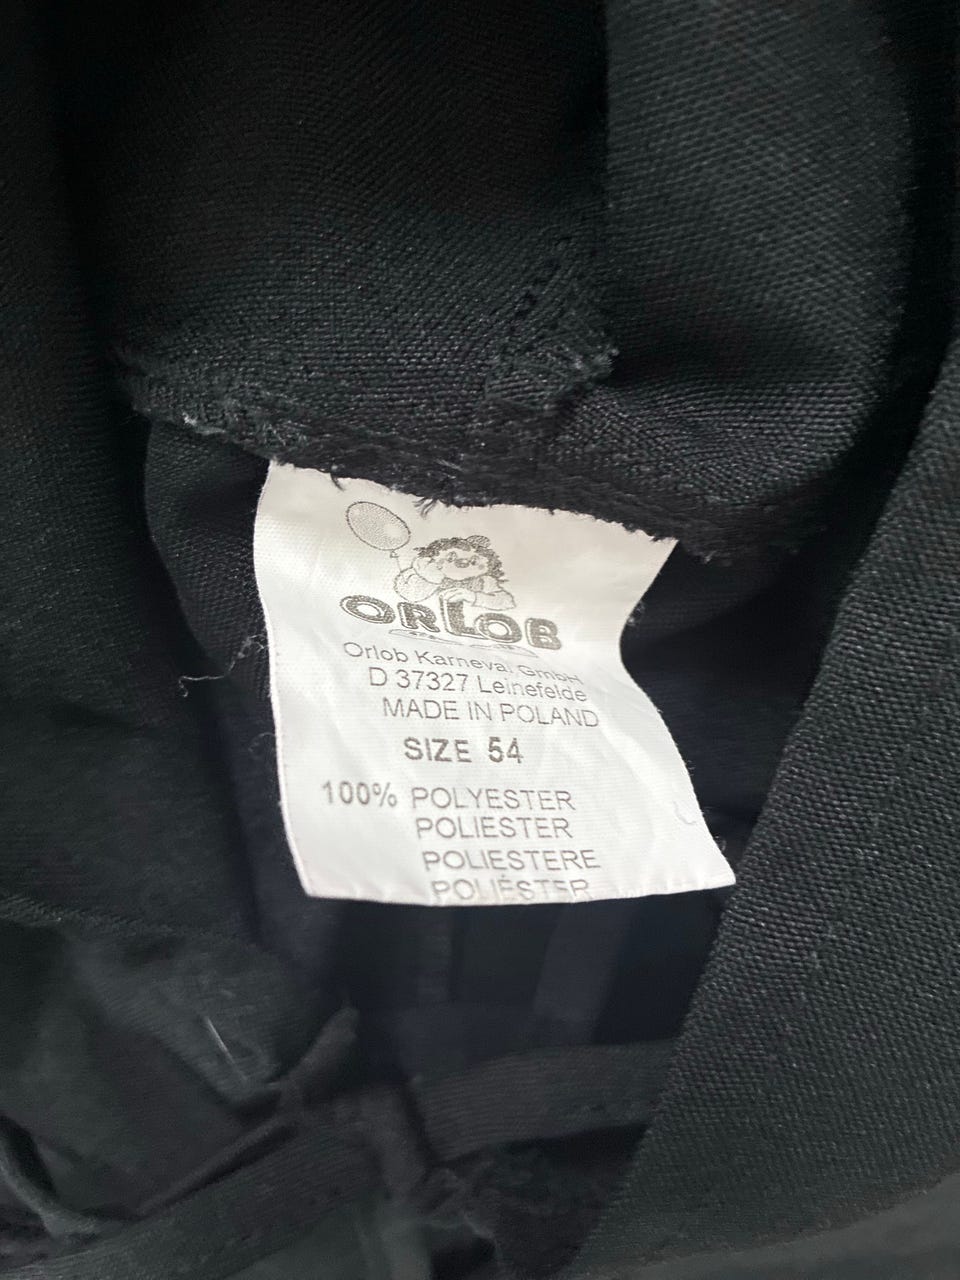 ORLOB
Orlob Karneval GmbH
D 37327 Leinefelde
MADE IN POLAND
SIZE 54
100% POLYESTER
POLIESTER
POLIESTERE
POLIÉSTER